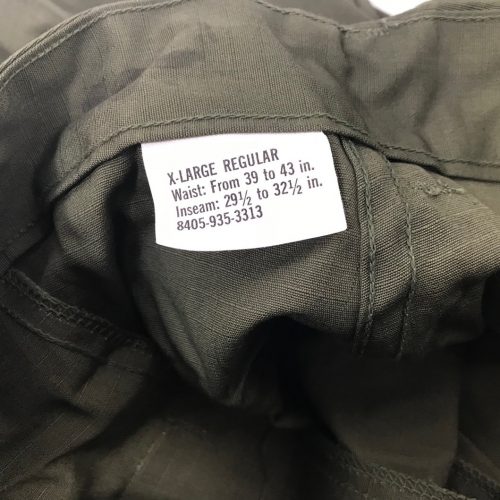 X-LARGE REGULAR
Waist: From 39 to 43 in.
Inseam: 29½ to 32½ in.
8405-935-3313